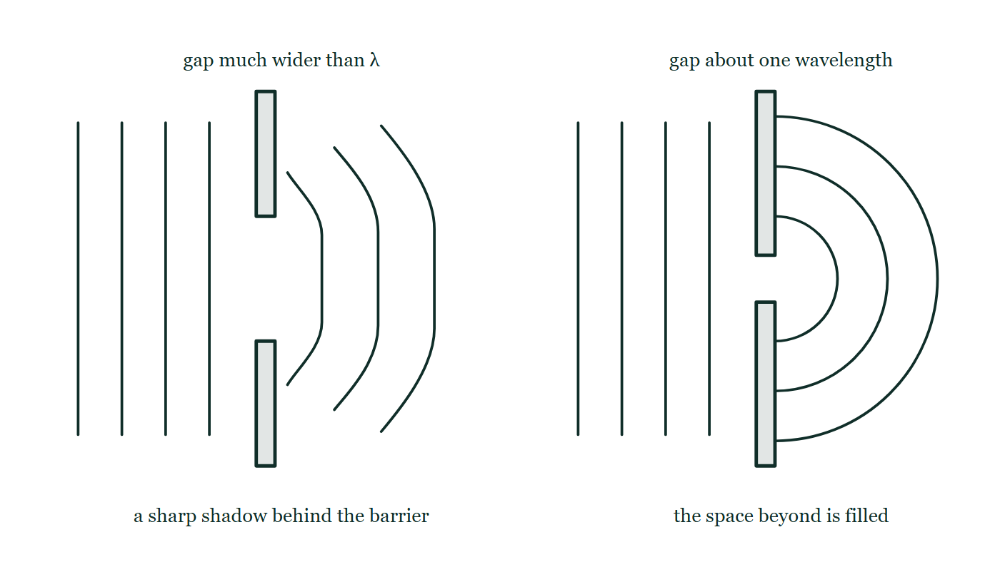 gap much wider than λ
gap about one wavelength
a sharp shadow behind the barrier
the space beyond is filled